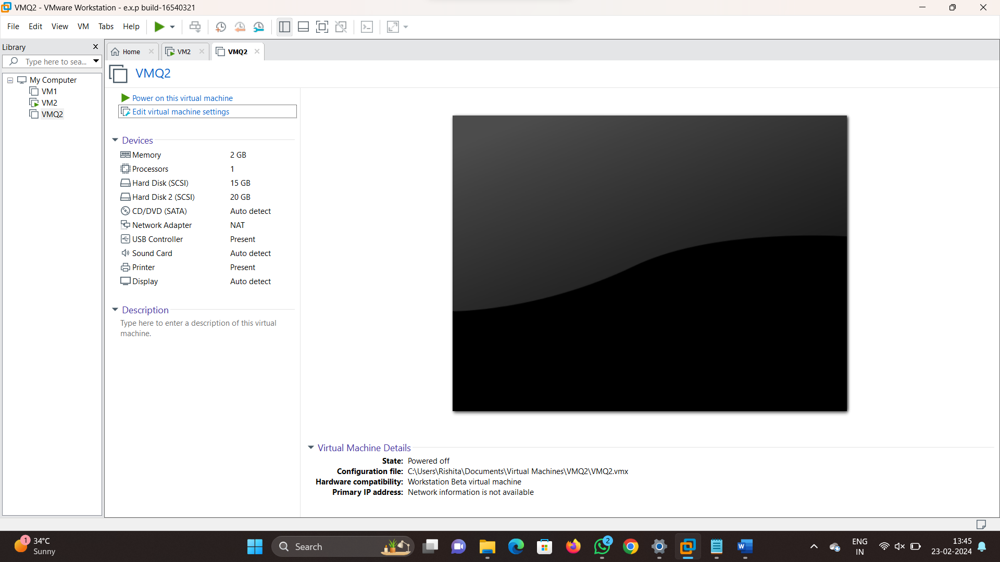 VMQ2 - VMware Workstation - e.x.p build-16540321
File Edit View VM Tabs Help
Library
Type here to sea...
My Computer
VM1
VM2
VMQ2
Home VM2 VMQ2
VMQ2
Power on this virtual machine
Edit virtual machine settings
Devices
Memory 2 GB
Processors 1
Hard Disk (SCSI) 15 GB
Hard Disk 2 (SCSI) 20 GB
CD/DVD (SATA) Auto detect
Network Adapter NAT
USB Controller Present
Sound Card Auto detect
Printer Present
Display Auto detect
Description
Type here to enter a description of this virtual
machine.
Virtual Machine Details
State: Powered off
Configuration file: C:\Users\Rishita\Documents\Virtual Machines\VMQ2\VMQ2.vmx
Hardware compatibility: Workstation Beta virtual machine
Primary IP address: Network information is not available
1
34°C
Sunny
Search
2
W
ENG
IN
13:45
23-02-2024